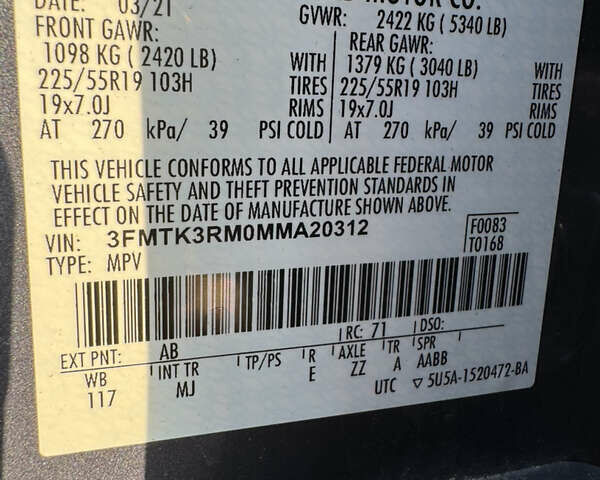 DATE: 03/21
MOTOR CO.
FRONT GAWR:
GVWR: 2422 KG (5340 LB)
1098 KG (2420 LB) WITH
225/55R19 103H TIRES
19x7.0J RIMS
AT 270 kPa/ 39 PSI COLD
REAR GAWR:
1379 KG (3040 LB) WITH
225/55R19 103H TIRES
19x7.0J RIMS
AT 270 kPa/ 39 PSI COLD
THIS VEHICLE CONFORMS TO ALL APPLICABLE FEDERAL MOTOR
VEHICLE SAFETY AND THEFT PREVENTION STANDARDS IN
EFFECT ON THE DATE OF MANUFACTURE SHOWN ABOVE.
VIN: 3FMTK3RM0MMA20312
F0083
T0168
TYPE: MPV
EXT PNT: AB RC: 71 DSO:
WB INT TR TP/PS R AXLE TR SPR
117 MJ E ZZ A AABB
UTC ▽ 5U5A-1520472-BA